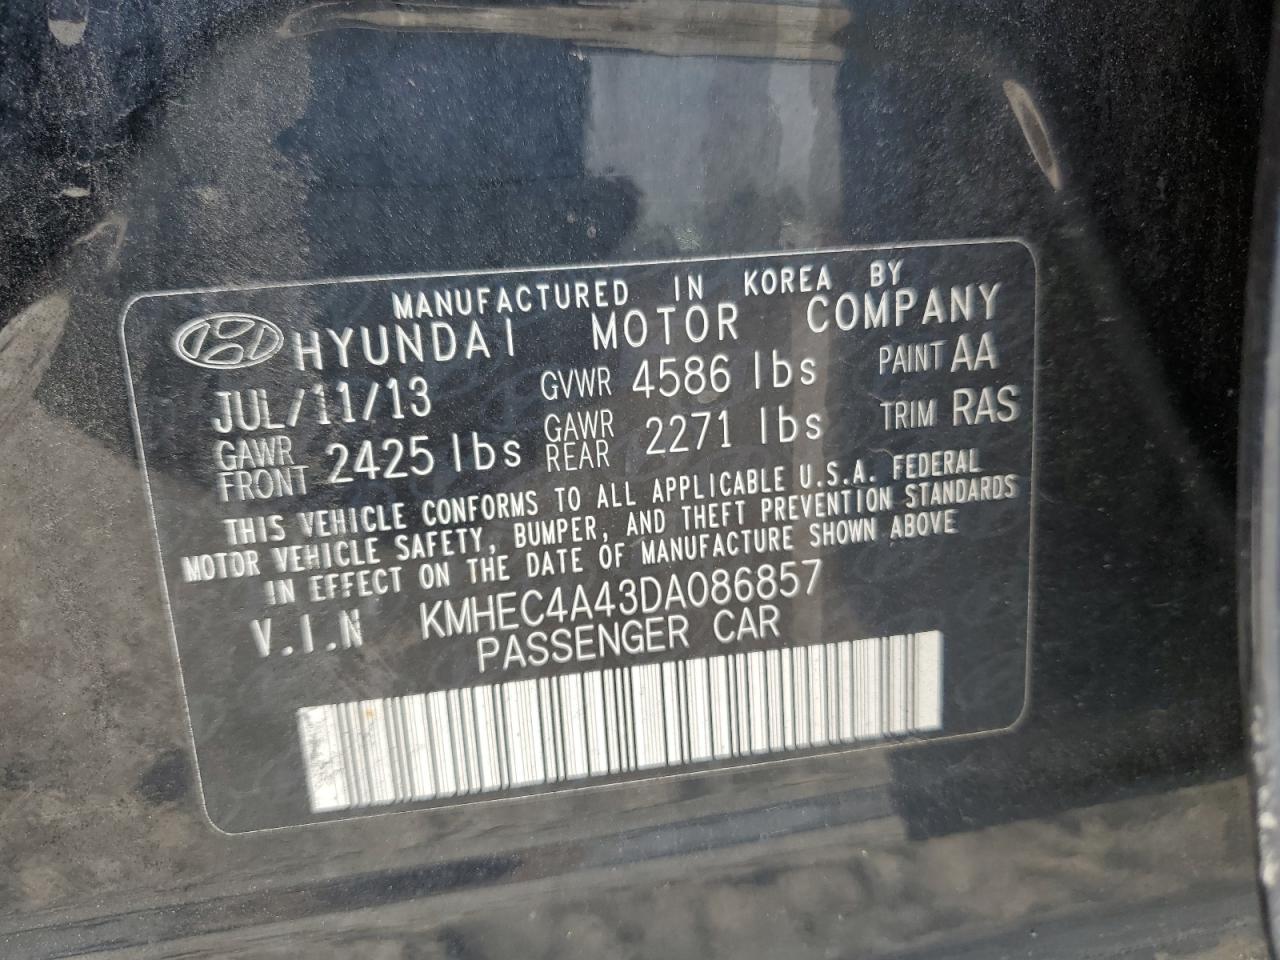 MANUFACTURED IN KOREA BY
HYUNDAI MOTOR COMPANY
JUL/11/13 GVWR 4586 lbs PAINT AA
GAWR FRONT 2425 lbs GAWR REAR 2271 lbs TRIM RAS
THIS VEHICLE CONFORMS TO ALL APPLICABLE U.S.A. FEDERAL
MOTOR VEHICLE SAFETY, BUMPER, AND THEFT PREVENTION STANDARDS
IN EFFECT ON THE DATE OF MANUFACTURE SHOWN ABOVE
V.I.N KMHEC4A43DA086857
PASSENGER CAR